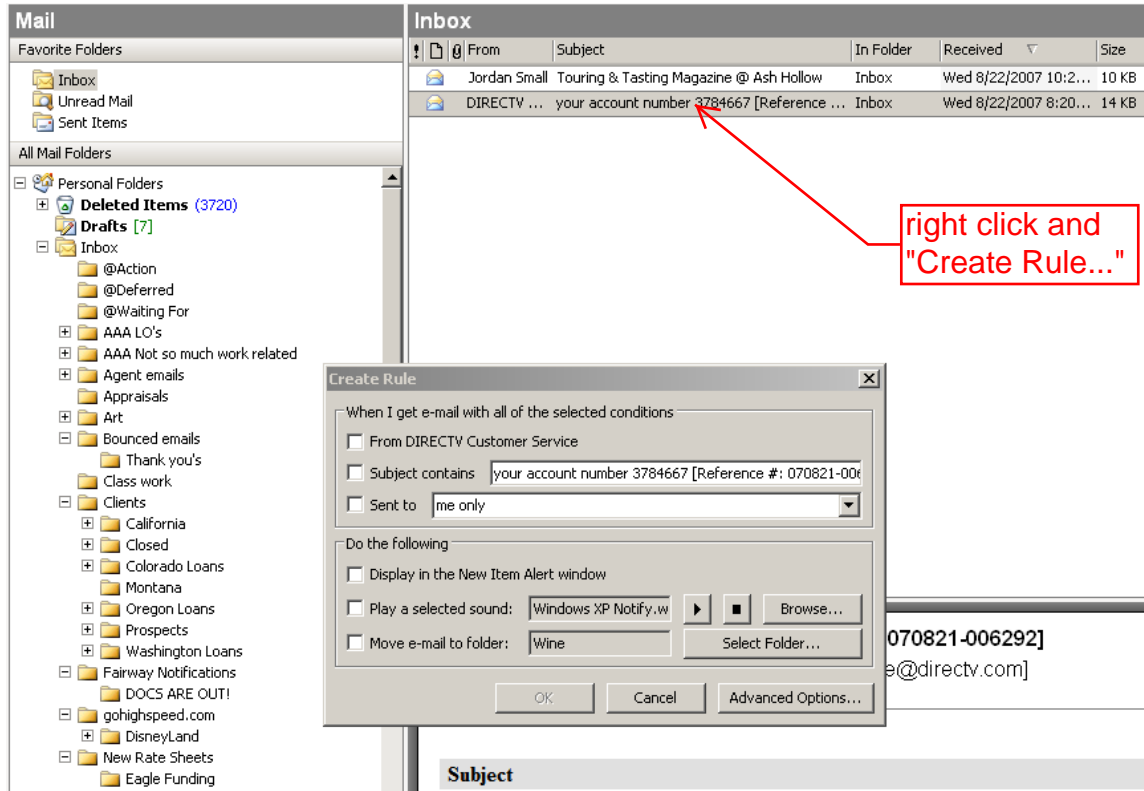 Mail
Favorite Folders
Inbox
Unread Mail
Sent Items
All Mail Folders
Personal Folders
Deleted Items (3720)
Drafts [7]
Inbox
@Action
@Deferred
@Waiting For
AAA LO's
AAA Not so much work related
Agent emails
Appraisals
Art
Bounced emails
Thank you's
Class work
Clients
California
Closed
Colorado Loans
Montana
Oregon Loans
Prospects
Washington Loans
Fairway Notifications
DOCS ARE OUT!
gohighspeed.com
DisneyLand
New Rate Sheets
Eagle Funding
Inbox
! From Subject In Folder Received Size
Jordan Small Touring & Tasting Magazine @ Ash Hollow Inbox Wed 8/22/2007 10:2... 10 KB
DIRECTV ... your account number 3784667 [Reference ... Inbox Wed 8/22/2007 8:20... 14 KB
right click and
"Create Rule..."
Create Rule
When I get e-mail with all of the selected conditions
From DIRECTV Customer Service
Subject contains your account number 3784667 [Reference #: 070821-006
Sent to me only
Do the following
Display in the New Item Alert window
Play a selected sound: Windows XP Notify.w Browse...
Move e-mail to folder: Wine Select Folder...
OK Cancel Advanced Options...
070821-006292]
e@directv.com]
Subject